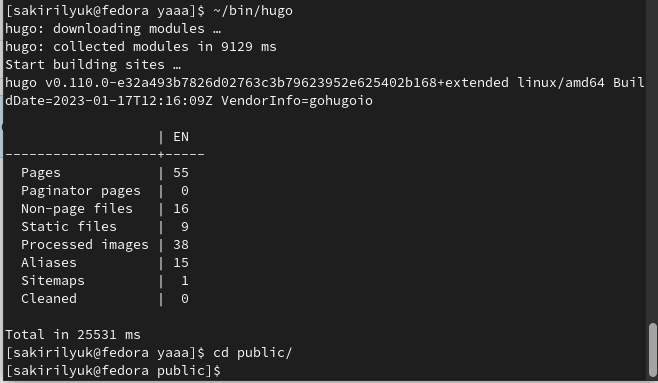 [sakirilyuk@fedora yaaa]$ ~/bin/hugo
hugo: downloading modules …
hugo: collected modules in 9129 ms
Start building sites …
hugo v0.110.0-e32a493b7826d02763c3b79623952e625402b168+extended linux/amd64 Buil
dDate=2023-01-17T12:16:09Z VendorInfo=gohugoio

                   | EN
-------------------+-----
  Pages            | 55
  Paginator pages  |  0
  Non-page files   | 16
  Static files     |  9
  Processed images | 38
  Aliases          | 15
  Sitemaps         |  1
  Cleaned          |  0

Total in 25531 ms
[sakirilyuk@fedora yaaa]$ cd public/
[sakirilyuk@fedora public]$